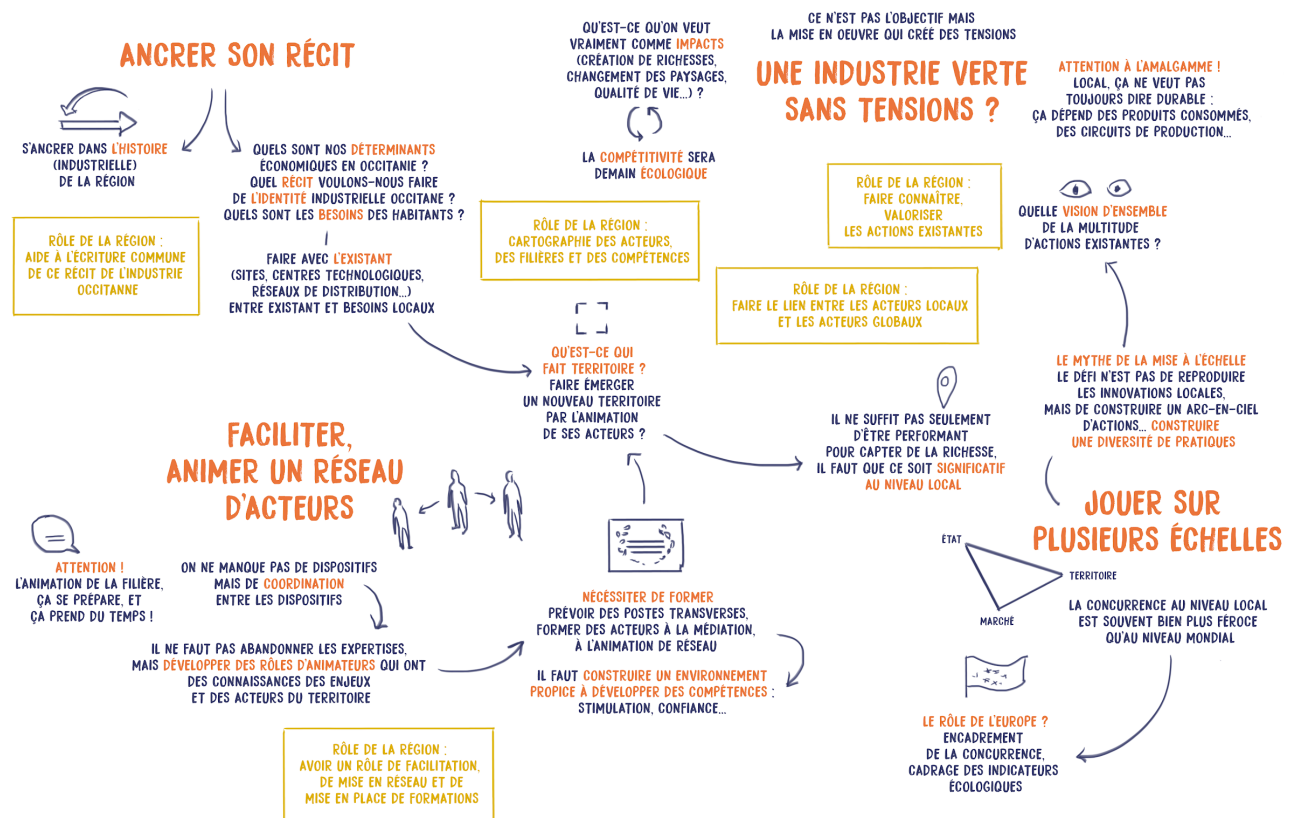 ANCRER SON RÉCIT
S'ANCRER DANS L'HISTOIRE
(INDUSTRIELLE)
DE LA RÉGION
QUELS SONT NOS DÉTERMINANTS
ÉCONOMIQUES EN OCCITANIE ?
QUEL RÉCIT VOULONS-NOUS FAIRE
DE L'IDENTITÉ INDUSTRIELLE OCCITANE ?
QUELS SONT LES BESOINS DES HABITANTS ?
RÔLE DE LA RÉGION :
AIDE À L'ÉCRITURE COMMUNE
DE CE RÉCIT DE L'INDUSTRIE
OCCITANNE
FAIRE AVEC L'EXISTANT
(SITES, CENTRES TECHNOLOGIQUES,
RÉSEAUX DE DISTRIBUTION...)
ENTRE EXISTANT ET BESOINS LOCAUX
QU'EST-CE QU'ON VEUT
VRAIMENT COMME IMPACTS
(CRÉATION DE RICHESSES,
CHANGEMENT DES PAYSAGES,
QUALITÉ DE VIE...) ?
LA COMPÉTITIVITÉ SERA
DEMAIN ÉCOLOGIQUE
CE N'EST PAS L'OBJECTIF MAIS
LA MISE EN OEUVRE QUI CRÉÉ DES TENSIONS
UNE INDUSTRIE VERTE
SANS TENSIONS ?
ATTENTION À L'AMALGAMME !
LOCAL, ÇA NE VEUT PAS
TOUJOURS DIRE DURABLE :
ÇA DÉPEND DES PRODUITS CONSOMMÉS,
DES CIRCUITS DE PRODUCTION...
RÔLE DE LA RÉGION :
CARTOGRAPHIE DES ACTEURS,
DES FILIÈRES ET DES COMPÉTENCES
RÔLE DE LA RÉGION :
FAIRE CONNAÎTRE,
VALORISER
LES ACTIONS EXISTANTES
QUELLE VISION D'ENSEMBLE
DE LA MULTITUDE
D'ACTIONS EXISTANTES ?
RÔLE DE LA RÉGION :
FAIRE LE LIEN ENTRE LES ACTEURS LOCAUX
ET LES ACTEURS GLOBAUX
QU'EST-CE QUI
FAIT TERRITOIRE ?
FAIRE ÉMERGER
UN NOUVEAU TERRITOIRE
PAR L'ANIMATION
DE SES ACTEURS ?
IL NE SUFFIT PAS SEULEMENT
D'ÊTRE PERFORMANT
POUR CAPTER DE LA RICHESSE,
IL FAUT QUE CE SOIT SIGNIFICATIF
AU NIVEAU LOCAL
LE MYTHE DE LA MISE À L'ÉCHELLE
LE DÉFI N'EST PAS DE REPRODUIRE
LES INNOVATIONS LOCALES,
MAIS DE CONSTRUIRE UN ARC-EN-CIEL
D'ACTIONS... CONSTRUIRE
UNE DIVERSITÉ DE PRATIQUES
FACILITER,
ANIMER UN RÉSEAU
D'ACTEURS
ATTENTION !
L'ANIMATION DE LA FILIÈRE,
ÇA SE PRÉPARE, ET
ÇA PREND DU TEMPS !
ON NE MANQUE PAS DE DISPOSITIFS
MAIS DE COORDINATION
ENTRE LES DISPOSITIFS
IL NE FAUT PAS ABANDONNER LES EXPERTISES,
MAIS DÉVELOPPER DES RÔLES D'ANIMATEURS QUI ONT
DES CONNAISSANCES DES ENJEUX
ET DES ACTEURS DU TERRITOIRE
RÔLE DE LA RÉGION :
AVOIR UN RÔLE DE FACILITATION,
DE MISE EN RÉSEAU ET DE
MISE EN PLACE DE FORMATIONS
NÉCÉSSITER DE FORMER
PRÉVOIR DES POSTES TRANSVERSES,
FORMER DES ACTEURS À LA MÉDIATION,
À L'ANIMATION DE RÉSEAU
IL FAUT CONSTRUIRE UN ENVIRONNEMENT
PROPICE À DÉVELOPPER DES COMPÉTENCES :
STIMULATION, CONFIANCE...
JOUER SUR
PLUSIEURS ÉCHELLES
ÉTAT
TERRITOIRE
MARCHÉ
LA CONCURRENCE AU NIVEAU LOCAL
EST SOUVENT BIEN PLUS FÉROCE
QU'AU NIVEAU MONDIAL
LE RÔLE DE L'EUROPE ?
ENCADREMENT
DE LA CONCURRENCE,
CADRAGE DES INDICATEURS
ÉCOLOGIQUES